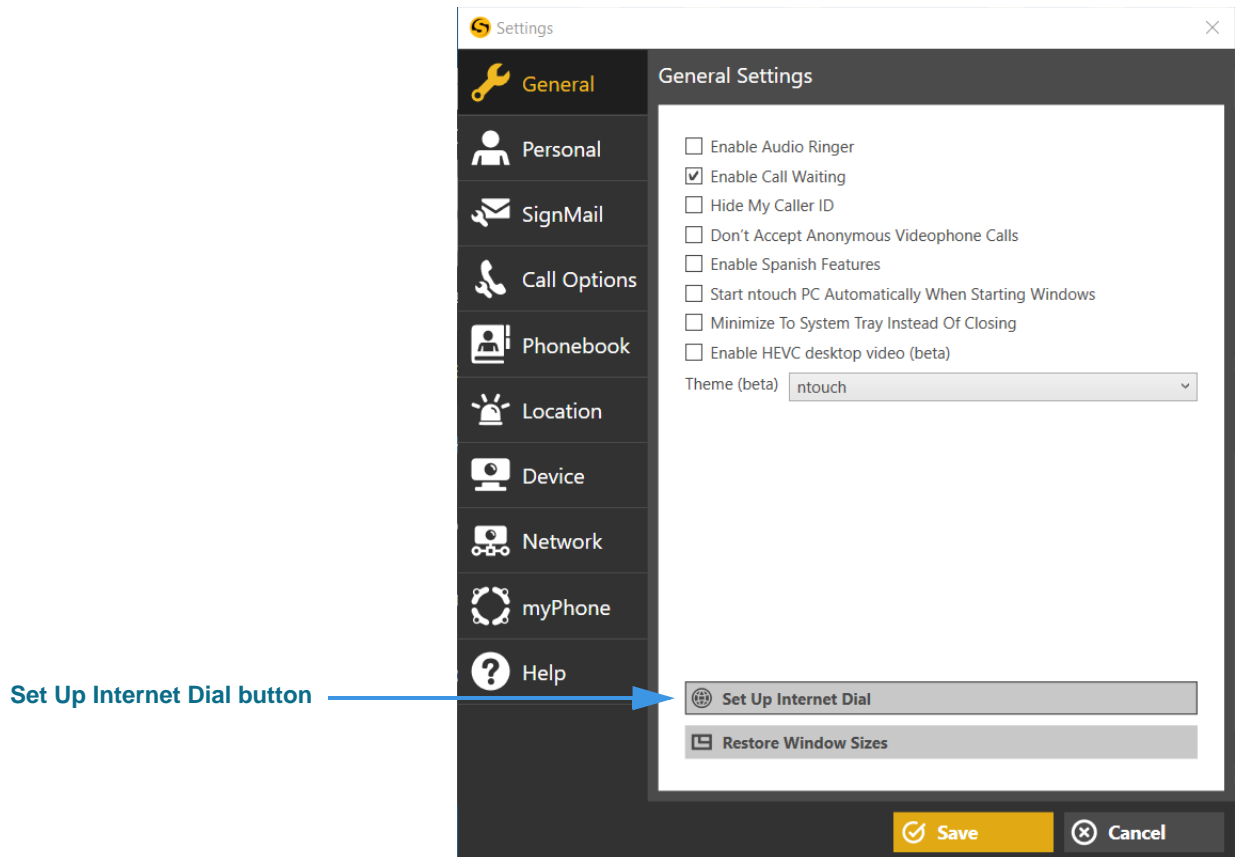 Settings
General
Personal
SignMail
Call Options
Phonebook
Location
Device
Network
myPhone
Help
General Settings
Enable Audio Ringer
Enable Call Waiting
Hide My Caller ID
Don't Accept Anonymous Videophone Calls
Enable Spanish Features
Start ntouch PC Automatically When Starting Windows
Minimize To System Tray Instead Of Closing
Enable HEVC desktop video (beta)
Theme (beta) ntouch
Set Up Internet Dial button
Set Up Internet Dial
Restore Window Sizes
Save Cancel